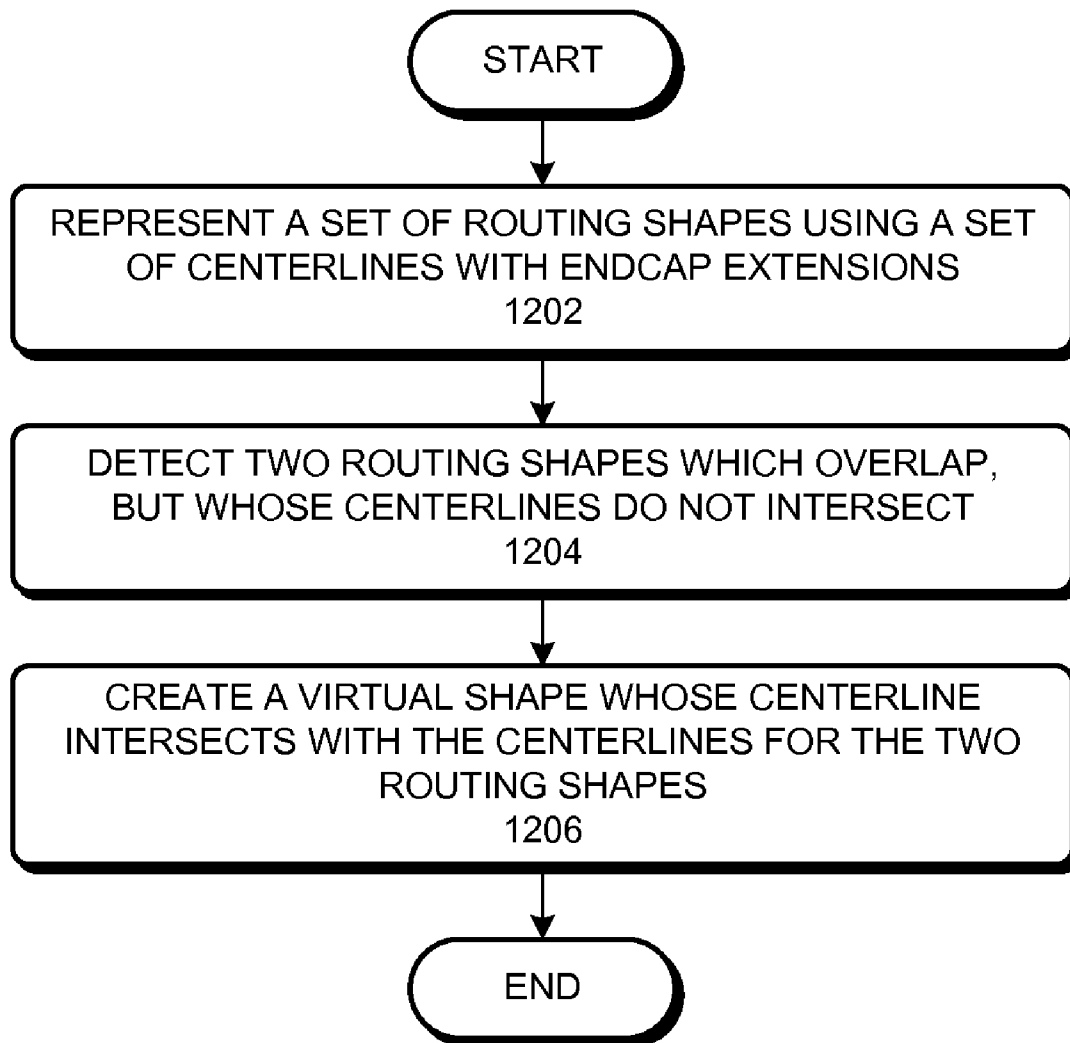 START
REPRESENT A SET OF ROUTING SHAPES USING A SET
OF CENTERLINES WITH ENDCAP EXTENSIONS
1202
DETECT TWO ROUTING SHAPES WHICH OVERLAP,
BUT WHOSE CENTERLINES DO NOT INTERSECT
1204
CREATE A VIRTUAL SHAPE WHOSE CENTERLINE
INTERSECTS WITH THE CENTERLINES FOR THE TWO
ROUTING SHAPES
1206
END